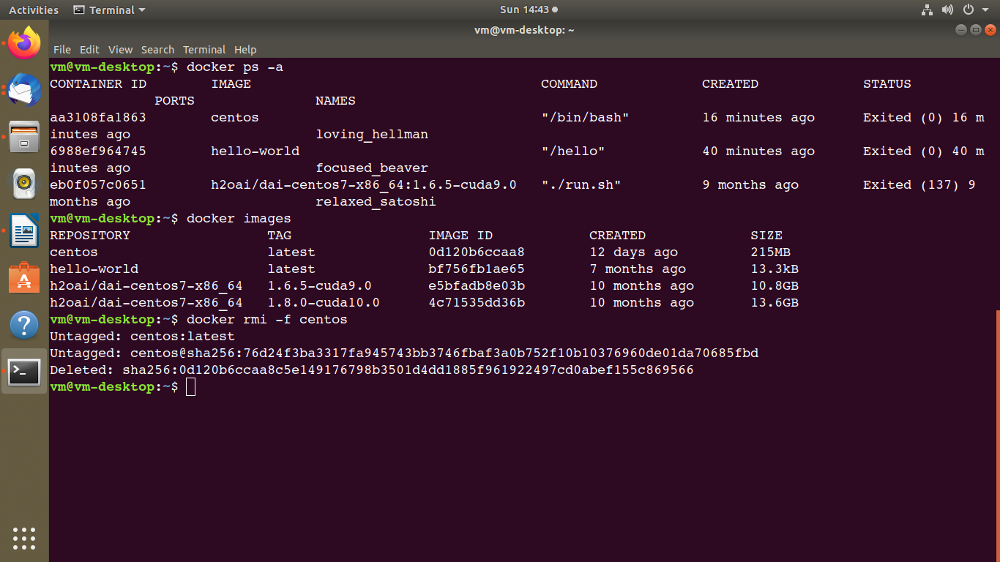 Activities Terminal Sun 14:43
vm@vm-desktop: ~
File Edit View Search Terminal Help
vm@vm-desktop:~$ docker ps -a
CONTAINER ID        IMAGE                                    COMMAND             CREATED             STATUS
             PORTS               NAMES
aa3108fa1863        centos                                   "/bin/bash"         16 minutes ago      Exited (0) 16 m
inutes ago                       loving_hellman
6988ef964745        hello-world                              "/hello"            40 minutes ago      Exited (0) 40 m
inutes ago                       focused_beaver
eb0f057c0651        h2oai/dai-centos7-x86_64:1.6.5-cuda9.0   "./run.sh"          9 months ago        Exited (137) 9
months ago                       relaxed_satoshi
vm@vm-desktop:~$ docker images
REPOSITORY                 TAG                 IMAGE ID            CREATED             SIZE
centos                     latest              0d120b6ccaa8        12 days ago         215MB
hello-world                latest              bf756fb1ae65        7 months ago        13.3kB
h2oai/dai-centos7-x86_64   1.6.5-cuda9.0       e5bfadb8e03b        10 months ago       10.8GB
h2oai/dai-centos7-x86_64   1.8.0-cuda10.0      4c71535dd36b        10 months ago       13.6GB
vm@vm-desktop:~$ docker rmi -f centos
Untagged: centos:latest
Untagged: centos@sha256:76d24f3ba3317fa945743bb3746fbaf3a0b752f10b10376960de01da70685fbd
Deleted: sha256:0d120b6ccaa8c5e149176798b3501d4dd1885f961922497cd0abef155c869566
vm@vm-desktop:~$